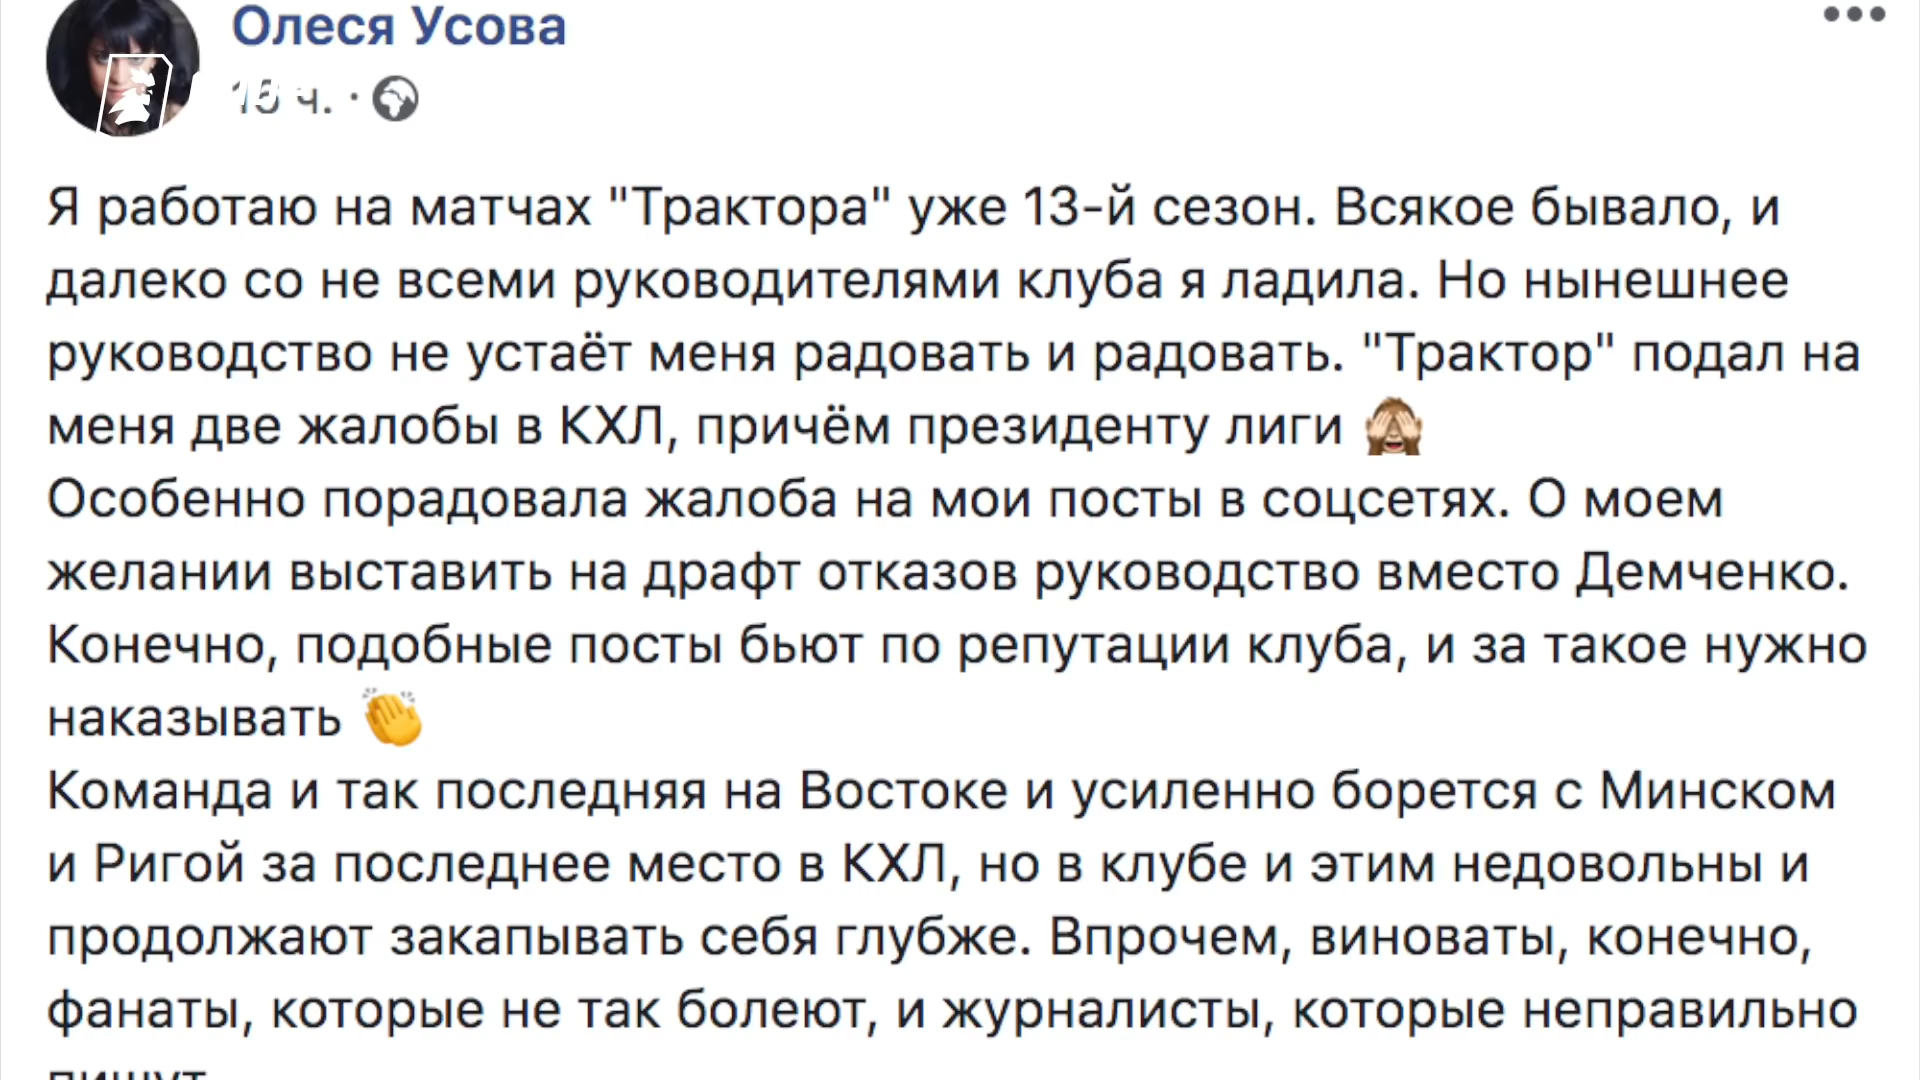 Олеся Усова
ч.
Я работаю на матчах "Трактора" уже 13-й сезон. Всякое бывало, и
далеко со не всеми руководителями клуба я ладила. Но нынешнее
руководство не устаёт меня радовать и радовать. "Трактор" подал на
меня две жалобы в КХЛ, причём президенту лиги 🙈
Особенно порадовала жалоба на мои посты в соцсетях. О моем
желании выставить на драфт отказов руководство вместо Демченко.
Конечно, подобные посты бьют по репутации клуба, и за такое нужно
наказывать 👏
Команда и так последняя на Востоке и усиленно борется с Минском
и Ригой за последнее место в КХЛ, но в клубе и этим недовольны и
продолжают закапывать себя глубже. Впрочем, виноваты, конечно,
фанаты, которые не так болеют, и журналисты, которые неправильно
пишут